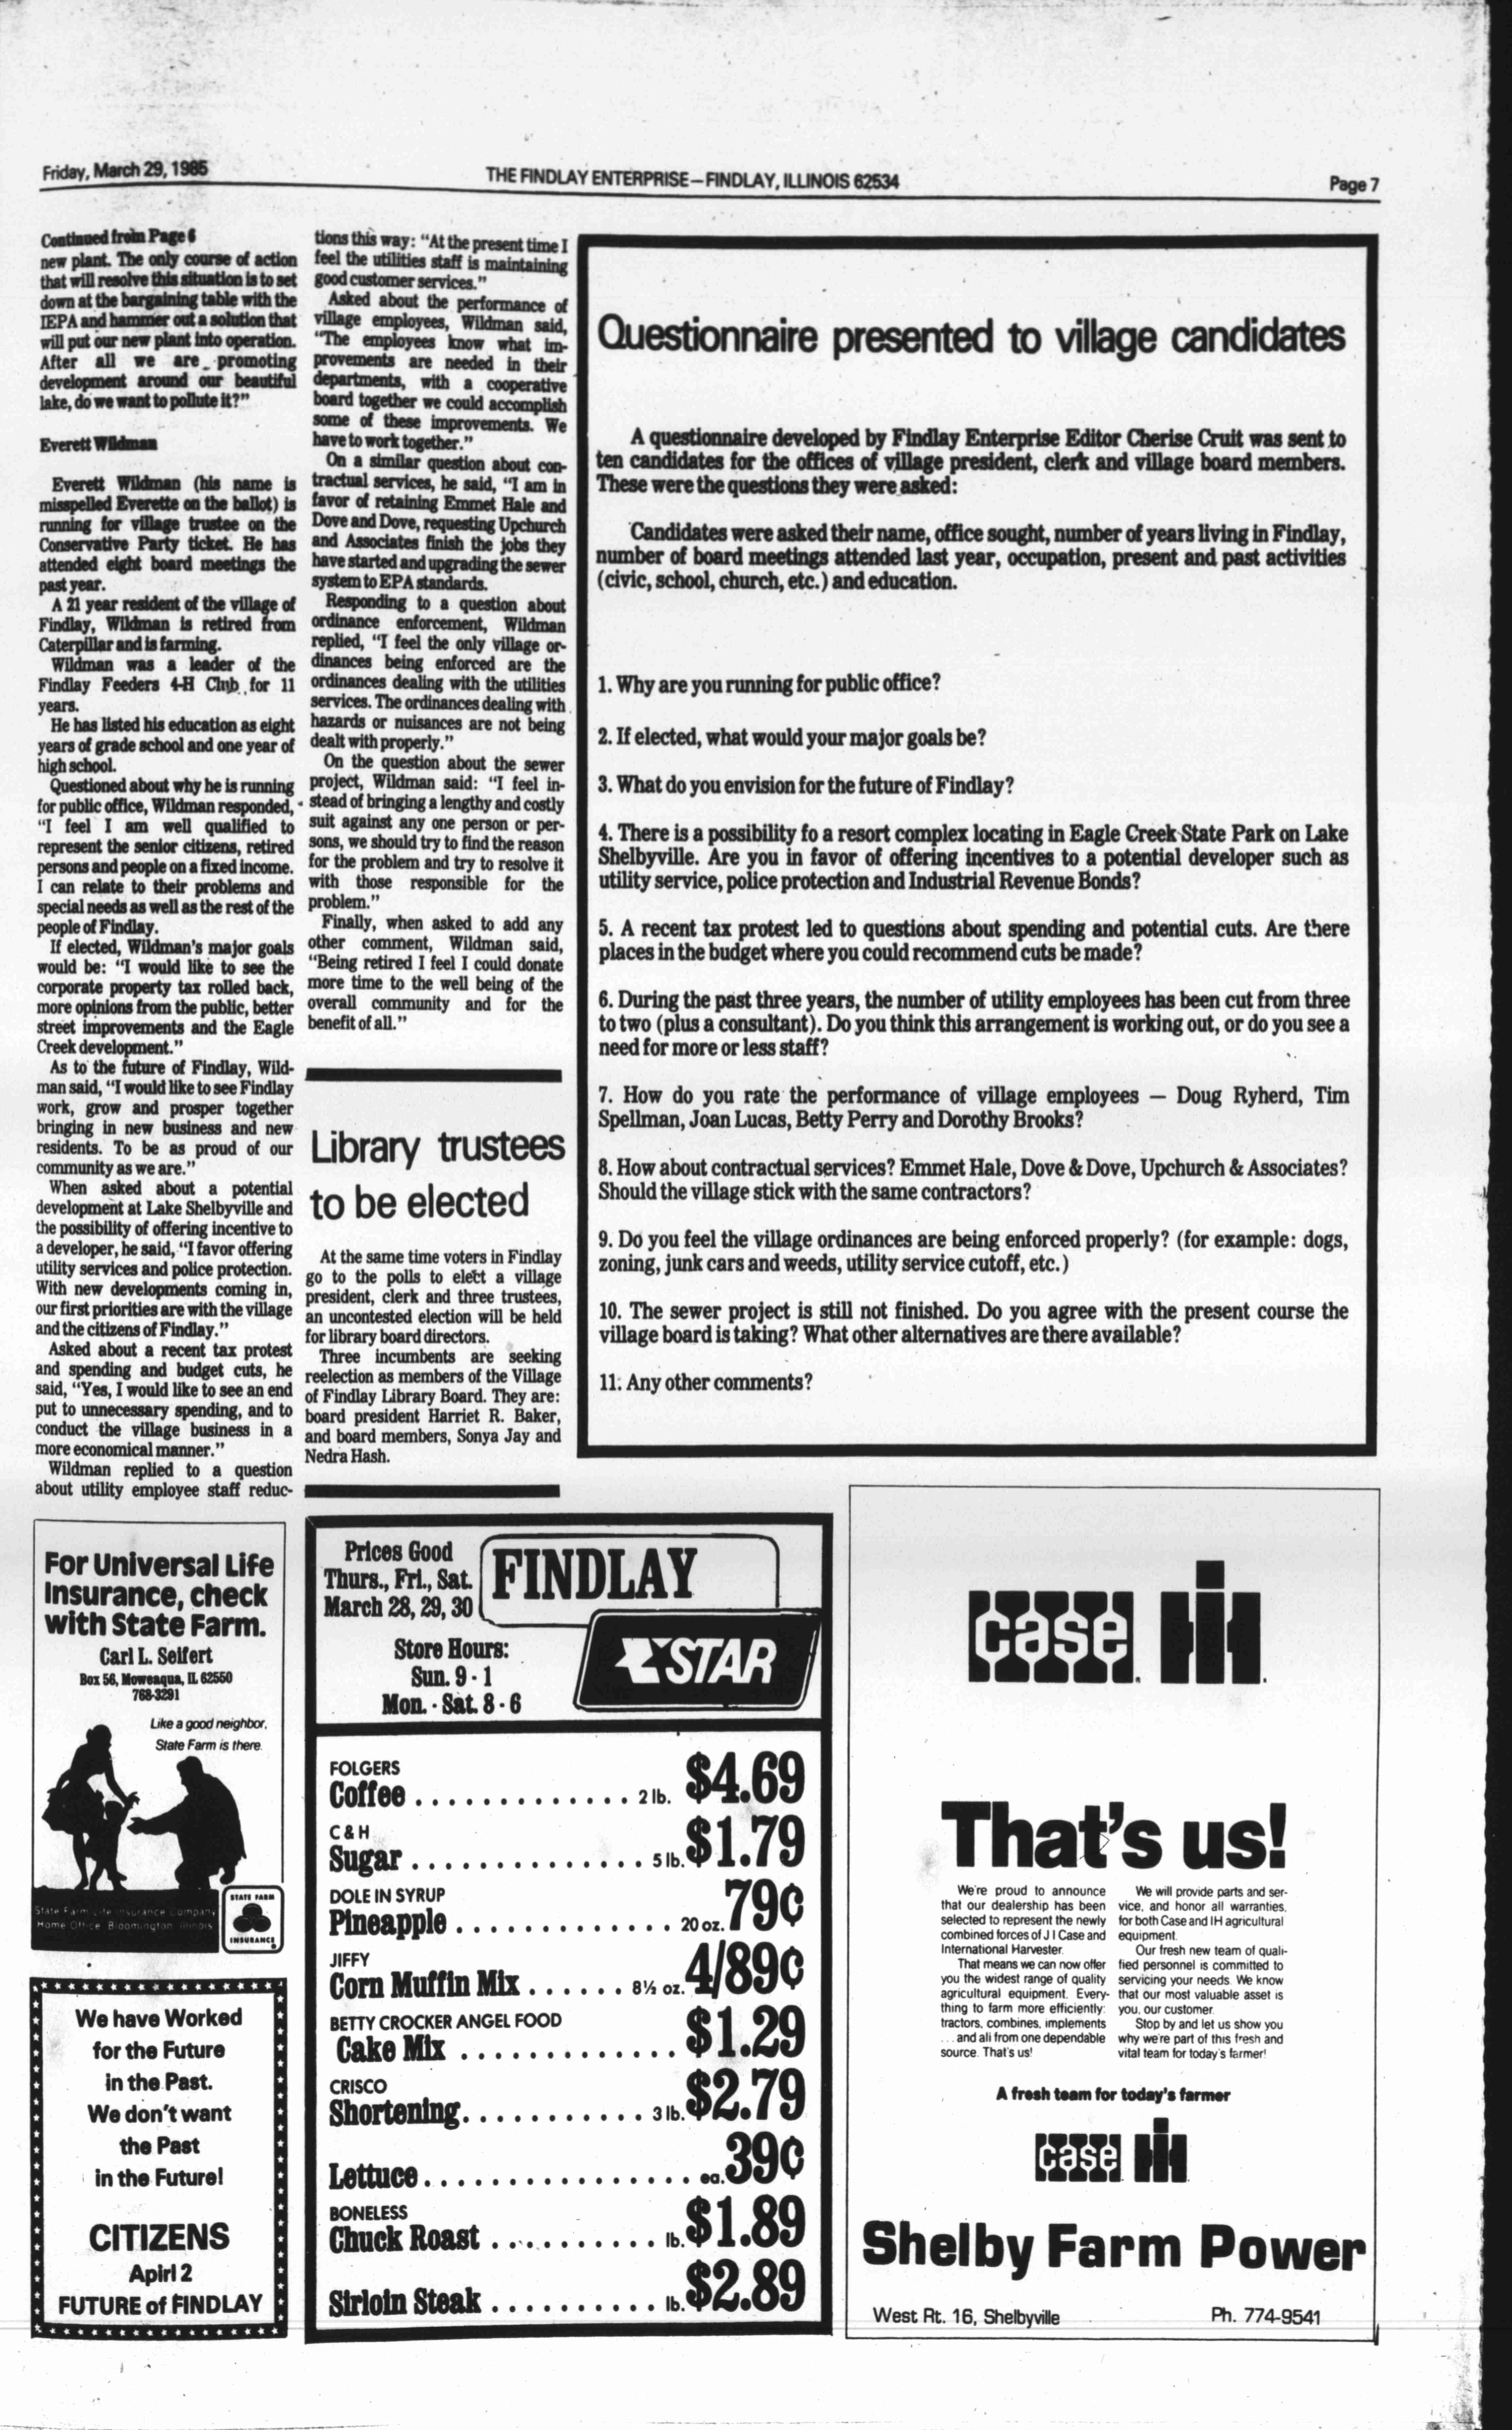 Friday, March 29, 1985
THE FINDLAY ENTERPRISE—FINDLAY, ILLINOIS 62534
Page 7
Continued from Page 6
new plant. The only course of action
that will resolve this situation is to set
down at the bargaining table with the
IEPA and hammer out a solution that
will put our new plant into operation.
After all we are promoting
development around our beautiful
lake, do we want to pollute it?"
Everett Wildman
Everett Wildman (his name is
misspelled Everette on the ballot) is
running for village trustee on the
Conservative Party ticket. He has
attended eight board meetings the
past year.
A 21 year resident of the village of
Findlay, Wildman is retired from
Caterpillar and is farming.
Wildman was a leader of the
Findlay Feeders 4-H Club for 11
years.
He has listed his education as eight
years of grade school and one year of
high school.
Questioned about why he is running
for public office, Wildman responded,
"I feel I am well qualified to
represent the senior citizens, retired
persons and people on a fixed income.
I can relate to their problems and
special needs as well as the rest of the
people of Findlay.
If elected, Wildman's major goals
would be: "I would like to see the
corporate property tax rolled back,
more opinions from the public, better
street improvements and the Eagle
Creek development."
As to the future of Findlay, Wild-
man said, "I would like to see Findlay
work, grow and prosper together
bringing in new business and new
residents. To be as proud of our
community as we are."
When asked about a potential
development at Lake Shelbyville and
the possibility of offering incentive to
a developer, he said, "I favor offering
utility services and police protection.
With new developments coming in,
our first priorities are with the village
and the citizens of Findlay."
Asked about a recent tax protest
and spending and budget cuts, he
said, "Yes, I would like to see an end
put to unnecessary spending, and to
conduct the village business in a
more economical manner."
Wildman replied to a question
about utility employee staff reduc-
tions this way: "At the present time I
feel the utilities staff is maintaining
good customer services."
Asked about the performance of
village employees, Wildman said,
"The employees know what im-
provements are needed in their
departments, with a cooperative
board together we could accomplish
some of these improvements. We
have to work together."
On a similar question about con-
tractual services, he said, "I am in
favor of retaining Emmet Hale and
Dove and Dove, requesting Upchurch
and Associates finish the jobs they
have started and upgrading the sewer
system to EPA standards.
Responding to a question about
ordinance enforcement, Wildman
replied, "I feel the only village or-
dinances being enforced are the
ordinances dealing with the utilities
services. The ordinances dealing with
hazards or nuisances are not being
dealt with properly."
On the question about the sewer
project, Wildman said: "I feel in-
stead of bringing a lengthy and costly
suit against any one person or per-
sons, we should try to find the reason
for the problem and try to resolve it
with those responsible for the
problem."
Finally, when asked to add any
other comment, Wildman said,
"Being retired I feel I could donate
more time to the well being of the
overall community and for the
benefit of all."
Library trustees
to be elected
At the same time voters in Findlay
go to the polls to elect a village
president, clerk and three trustees,
an uncontested election will be held
for library board directors.
Three incumbents are seeking
reelection as members of the Village
of Findlay Library Board. They are:
board president Harriet R. Baker,
and board members, Sonya Jay and
Nedra Hash.
Questionnaire presented to village candidates
A questionnaire developed by Findlay Enterprise Editor Cherise Cruit was sent to
ten candidates for the offices of village president, clerk and village board members.
These were the questions they were asked:
Candidates were asked their name, office sought, number of years living in Findlay,
number of board meetings attended last year, occupation, present and past activities
(civic, school, church, etc.) and education.
1. Why are you running for public office?
2. If elected, what would your major goals be?
3. What do you envision for the future of Findlay?
4. There is a possibility fo a resort complex locating in Eagle Creek State Park on Lake
Shelbyville. Are you in favor of offering incentives to a potential developer such as
utility service, police protection and Industrial Revenue Bonds?
5. A recent tax protest led to questions about spending and potential cuts. Are there
places in the budget where you could recommend cuts be made?
6. During the past three years, the number of utility employees has been cut from three
to two (plus a consultant). Do you think this arrangement is working out, or do you see a
need for more or less staff?
7. How do you rate the performance of village employees — Doug Ryherd, Tim
Spellman, Joan Lucas, Betty Perry and Dorothy Brooks?
8. How about contractual services? Emmet Hale, Dove & Dove, Upchurch & Associates?
Should the village stick with the same contractors?
9. Do you feel the village ordinances are being enforced properly? (for example: dogs,
zoning, junk cars and weeds, utility service cutoff, etc.)
10. The sewer project is still not finished. Do you agree with the present course the
village board is taking? What other alternatives are there available?
11. Any other comments?
For Universal Life
Insurance, check
with State Farm.
Carl L. Seifert
Box 56, Moweaqua, IL 62550
768-3291
Like a good neighbor,
State Farm is there.
State Farm Life Insurance Company
Home Office Bloomington Illinois
STATE FARM
INSURANCE
We have Worked
for the Future
in the Past.
We don't want
the Past
in the Future!
CITIZENS
Apirl 2
FUTURE of FINDLAY
Prices Good
Thurs., Fri., Sat.
March 28, 29, 30
Store Hours:
Sun. 9 - 1
Mon. - Sat. 8 - 6
FINDLAY
STAR
FOLGERS
Coffee . . . . . . . . . . . . . 2 lb. $4.69
C & H
Sugar . . . . . . . . . . . . . . 5 lb. $1.79
DOLE IN SYRUP
Pineapple . . . . . . . . . . . . . 20 oz. 79¢
JIFFY
Corn Muffin Mix . . . . . . 8½ oz. 4/89¢
BETTY CROCKER ANGEL FOOD
Cake Mix . . . . . . . . . . . . . $1.29
CRISCO
Shortening. . . . . . . . . . . 3 lb. $2.79
Lettuce . . . . . . . . . . . . . . . . ea. 39¢
BONELESS
Chuck Roast . . . . . . . . . . lb. $1.89
Sirloin Steak . . . . . . . . . . lb. $2.89
case IH
That's us!
We're proud to announce
that our dealership has been
selected to represent the newly
combined forces of J I Case and
International Harvester.
That means we can now offer
you the widest range of quality
agricultural equipment. Every-
thing to farm more efficiently:
tractors, combines, implements
. . . and all from one dependable
source. That's us!
We will provide parts and ser-
vice, and honor all warranties,
for both Case and IH agricultural
equipment.
Our fresh new team of quali-
fied personnel is committed to
servicing your needs. We know
that our most valuable asset is
you, our customer.
Stop by and let us show you
why we're part of this fresh and
vital team for today's farmer!
A fresh team for today's farmer
case IH
Shelby Farm Power
West Rt. 16, Shelbyville
Ph. 774-9541